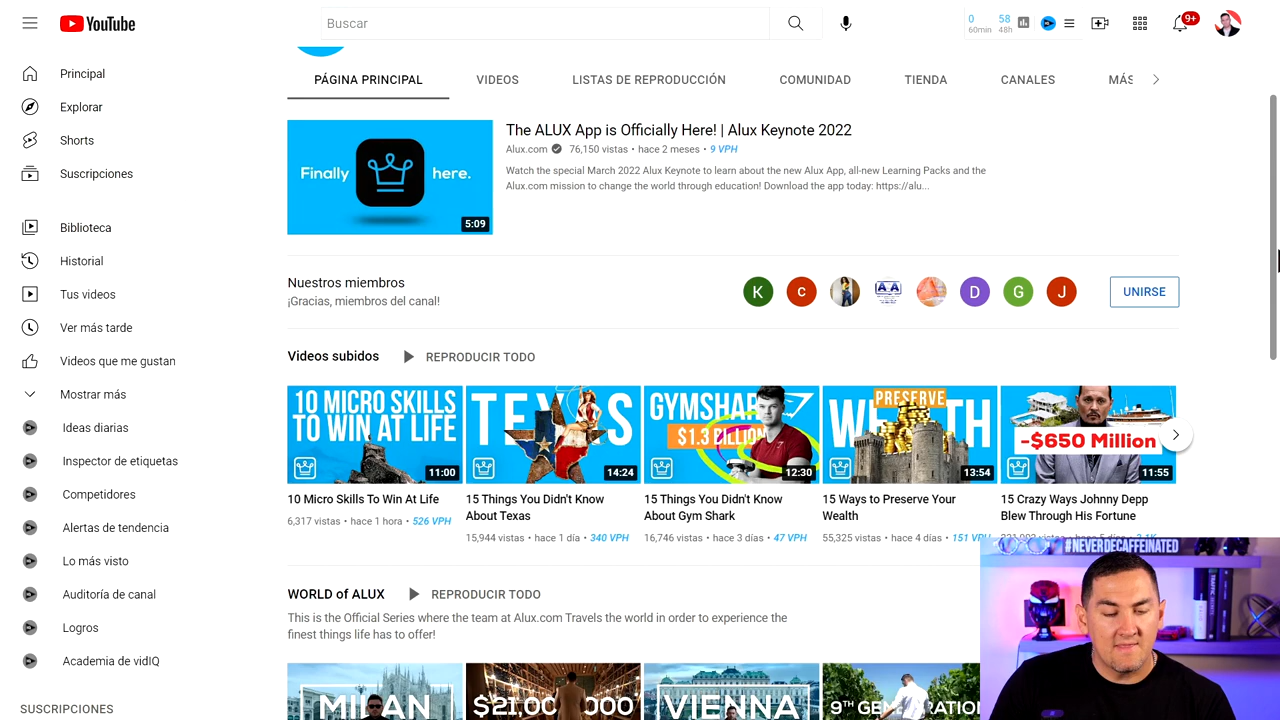 YouTube
Buscar
0
60min
58
48h
9+
Principal
Explorar
Shorts
Suscripciones
Biblioteca
Historial
Tus videos
Ver más tarde
Videos que me gustan
Mostrar más
Ideas diarias
Inspector de etiquetas
Competidores
Alertas de tendencia
Lo más visto
Auditoría de canal
Logros
Academia de vidIQ
SUSCRIPCIONES
PÁGINA PRINCIPAL
VIDEOS
LISTAS DE REPRODUCCIÓN
COMUNIDAD
TIENDA
CANALES
MÁS
Finally here.
5:09
The ALUX App is Officially Here! | Alux Keynote 2022
Alux.com 76,150 vistas • hace 2 meses • 9 VPH
Watch the special March 2022 Alux Keynote to learn about the new Alux App, all-new Learning Packs and the
Alux.com mission to change the world through education! Download the app today: https://alu...
Nuestros miembros
¡Gracias, miembros del canal!
K
C
A A
D
G
J
UNIRSE
Videos subidos
REPRODUCIR TODO
10 MICRO SKILLS
TO WIN AT LIFE
11:00
10 Micro Skills To Win At Life
6,317 vistas • hace 1 hora • 526 VPH
TEXAS
14:24
15 Things You Didn't Know
About Texas
15,944 vistas • hace 1 día • 340 VPH
GYMSHARK
$1.3 BILLION
12:30
15 Things You Didn't Know
About Gym Shark
16,746 vistas • hace 3 días • 47 VPH
PRESERVE
WEALTH
13:54
15 Ways to Preserve Your
Wealth
55,325 vistas • hace 4 días • 151 VPH
-$650 Million
11:55
15 Crazy Ways Johnny Depp
Blew Through His Fortune
WORLD of ALUX
REPRODUCIR TODO
This is the Official Series where the team at Alux.com Travels the world in order to experience the
finest things life has to offer!
MILAN
$21,000,000
VIENNA
9TH GENERATION
#NEVERDECAFFEINATED
TRAFFIC SECRETS